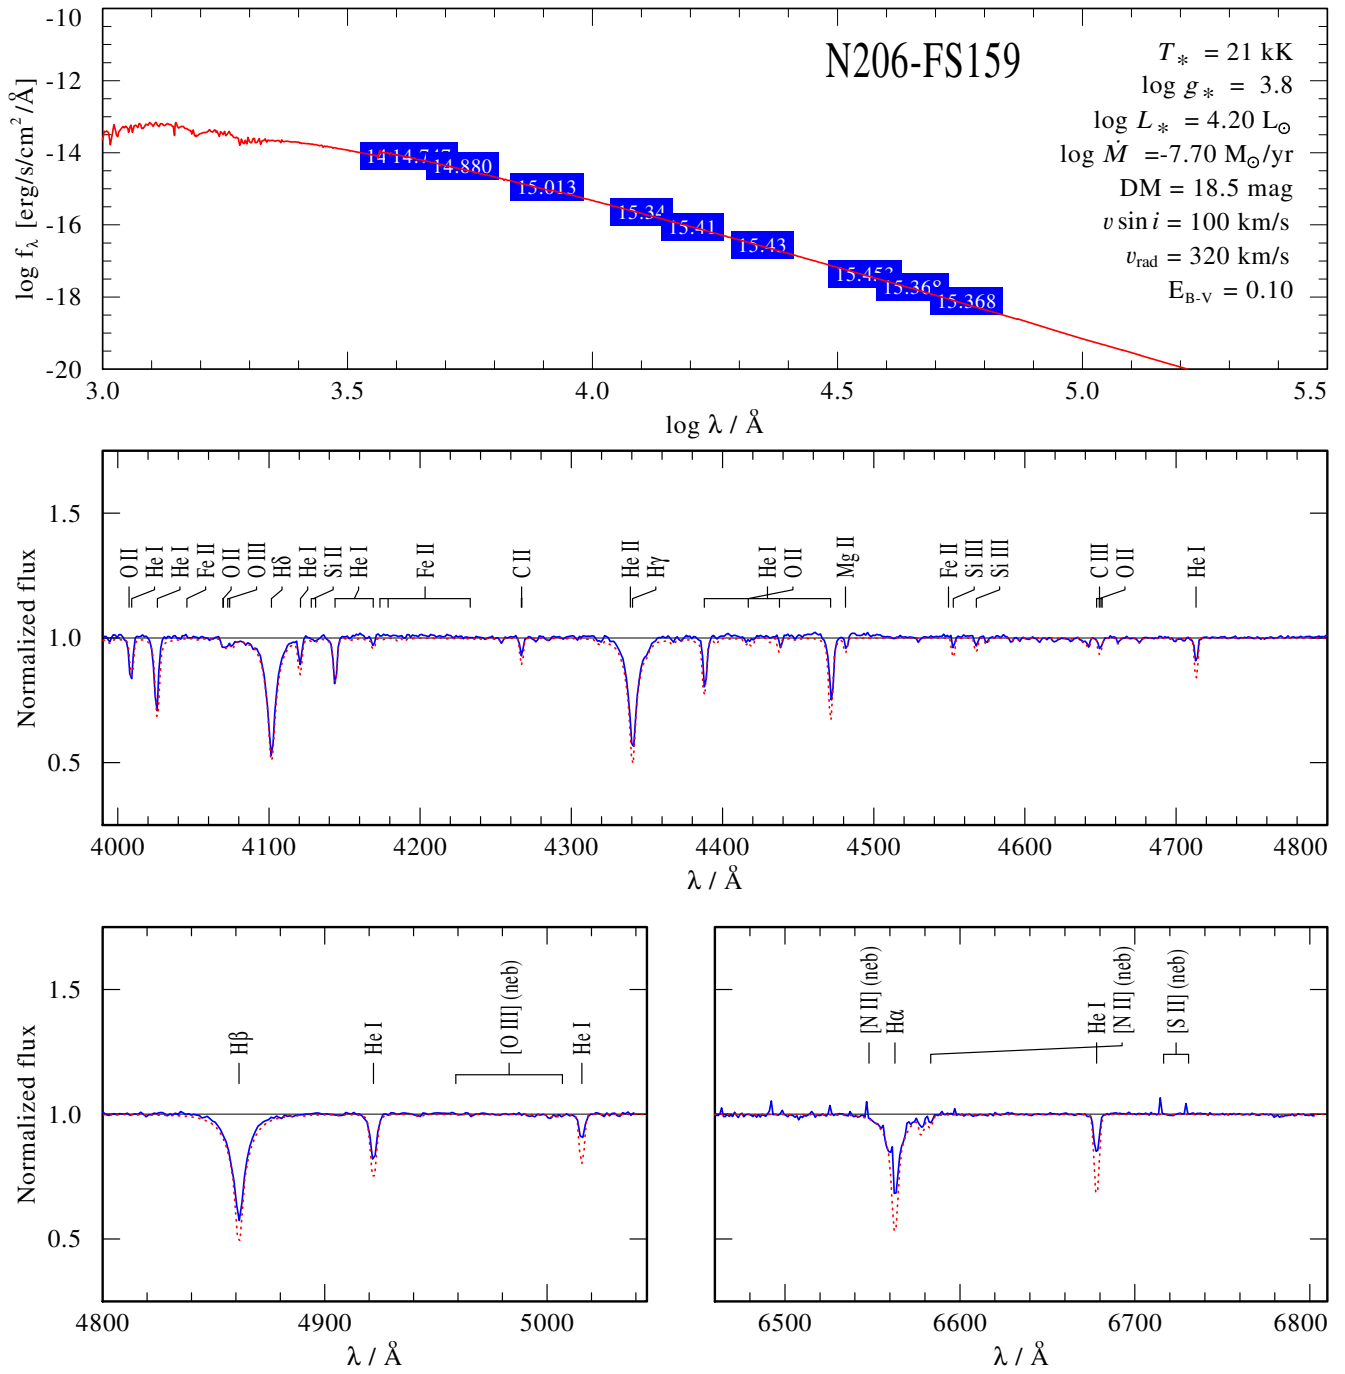 N206-FS159
T* = 21 kK
log g* = 3.8
log L* = 4.20 L⊙
log Ṁ =-7.70 M⊙/yr
DM = 18.5 mag
v sin i = 100 km/s
vrad = 320 km/s
EB-V = 0.10
-10
-12
-14
-16
-18
-20
log fλ [erg/s/cm²/Å]
14.880
15.013
15.34
15.41
15.43
15.453
15.368
15.368
3.0 3.5 4.0 4.5 5.0 5.5
log λ / Å
Normalized flux
1.5
1.0
0.5
O II He I He I Fe II O II O III Hδ He I Si II He I Fe II C II He II Hγ He I O II Mg II Fe II Si III Si III C III O II He I
4000 4100 4200 4300 4400 4500 4600 4700 4800
λ / Å
Normalized flux
1.5
1.0
0.5
Hβ He I [O III] (neb) He I
4800 4900 5000
λ / Å
[N II] (neb) Hα He I [N II] (neb) [S II] (neb)
6500 6600 6700 6800
λ / Å